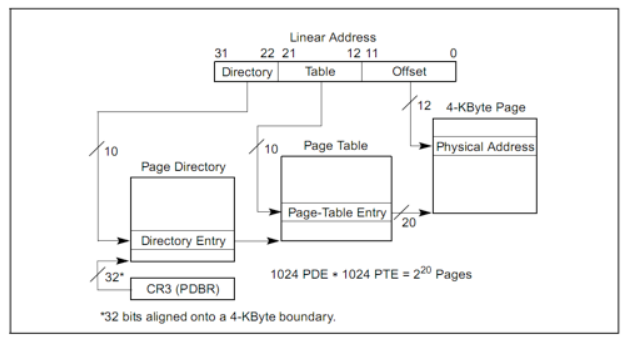 Linear Address
31 22 21 12 11 0
Directory Table Offset
12 4-KByte Page
10 10 Page Table Physical Address
Page Directory
Page-Table Entry
20
Directory Entry
32* 1024 PDE * 1024 PTE = 2²⁰ Pages
CR3 (PDBR)
*32 bits aligned onto a 4-KByte boundary.